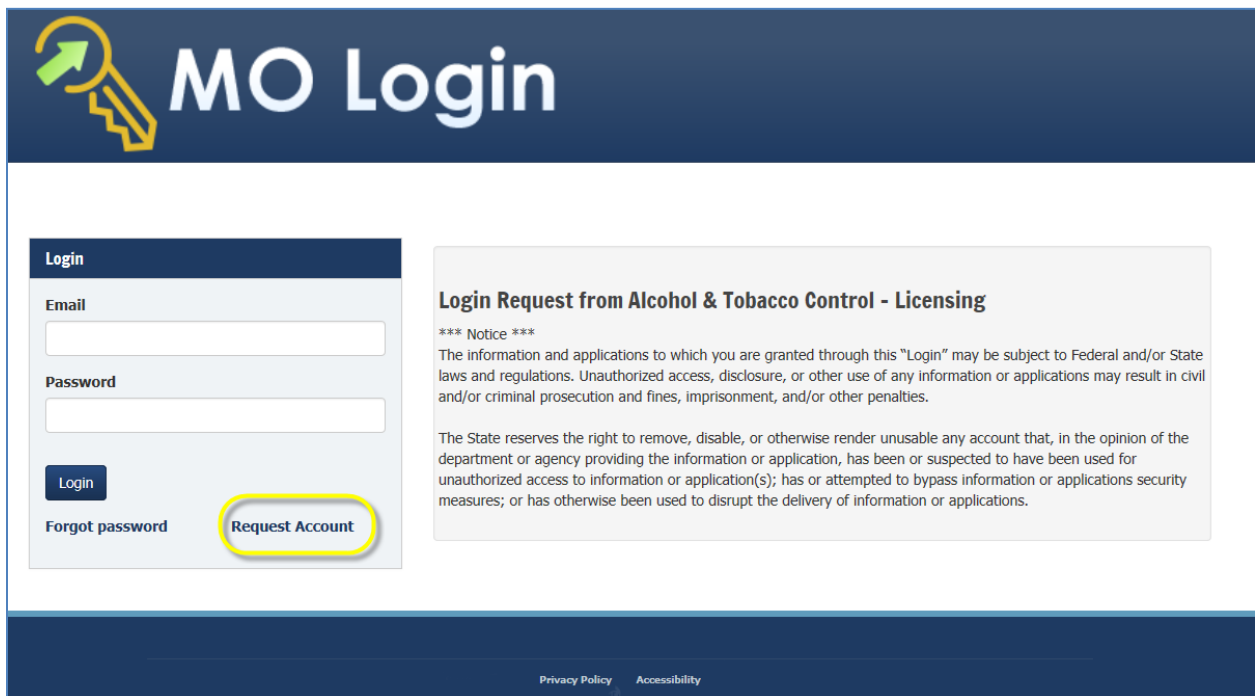 MO Login
Login
Email
Password
Login
Forgot password
Request Account
Login Request from Alcohol & Tobacco Control - Licensing
*** Notice ***
The information and applications to which you are granted through this “Login” may be subject to Federal and/or State
laws and regulations. Unauthorized access, disclosure, or other use of any information or applications may result in civil
and/or criminal prosecution and fines, imprisonment, and/or other penalties.
The State reserves the right to remove, disable, or otherwise render unusable any account that, in the opinion of the
department or agency providing the information or application, has been or suspected to have been used for
unauthorized access to information or application(s); has or attempted to bypass information or applications security
measures; or has otherwise been used to disrupt the delivery of information or applications.
Privacy Policy Accessibility